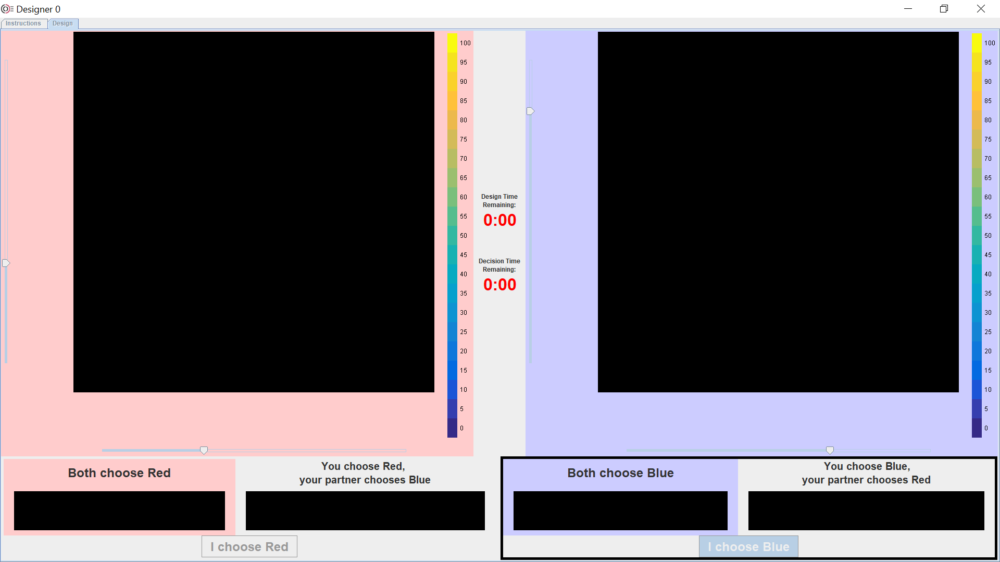 Designer 0
Instructions
Design
100
95
90
85
80
75
70
65
60
55
50
45
40
35
30
25
20
15
10
5
0
Design Time
Remaining:
0:00
Decision Time
Remaining:
0:00
100
95
90
85
80
75
70
65
60
55
50
45
40
35
30
25
20
15
10
5
0
Both choose Red
You choose Red,
your partner chooses Blue
I choose Red
Both choose Blue
You choose Blue,
your partner chooses Red
I choose Blue